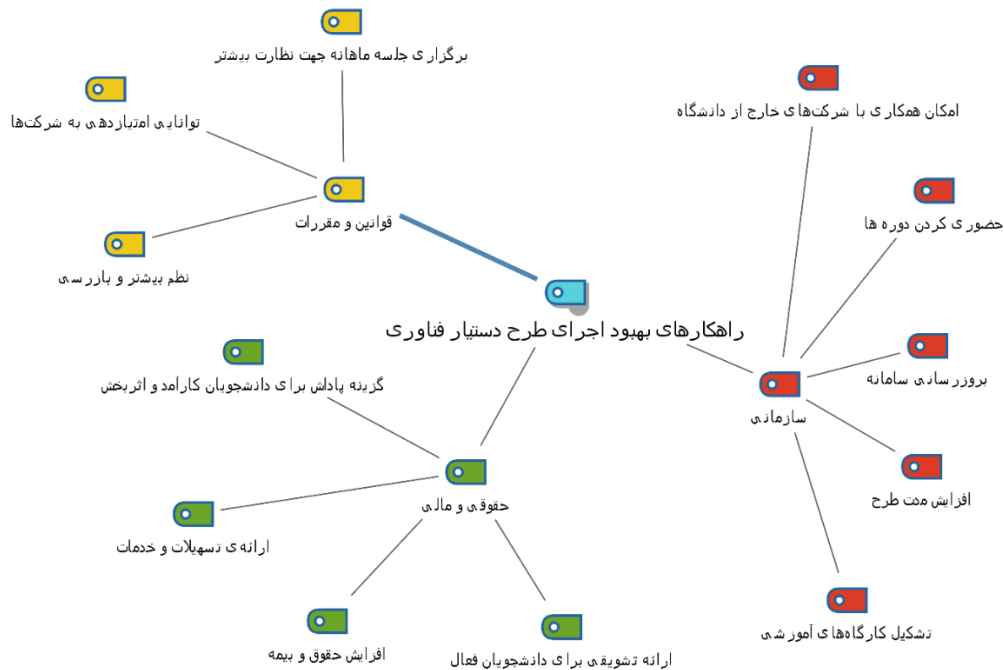 برگزاری جلسه ماهانه جهت نظارت بیشتر
توانایی امتیازدهی به شرکت‌ها
قوانین و مقررات
نظم بیشتر و بازرسی
امکان همکاری با شرکت‌های خارج از دانشگاه
حضوری کردن دوره ها
راهکارهای بهبود اجرای طرح دستیار فناوری
بروزرسانی سامانه
سازمانی
افزایش مدت طرح
تشکیل کارگاه‌های آموزشی
گزینه پاداش برای دانشجویان کارآمد و اثربخش
حقوقی و مالی
ارائه‌ی تسهیلات و خدمات
افزایش حقوق و بیمه
ارائه تشویقی برای دانشجویان فعال